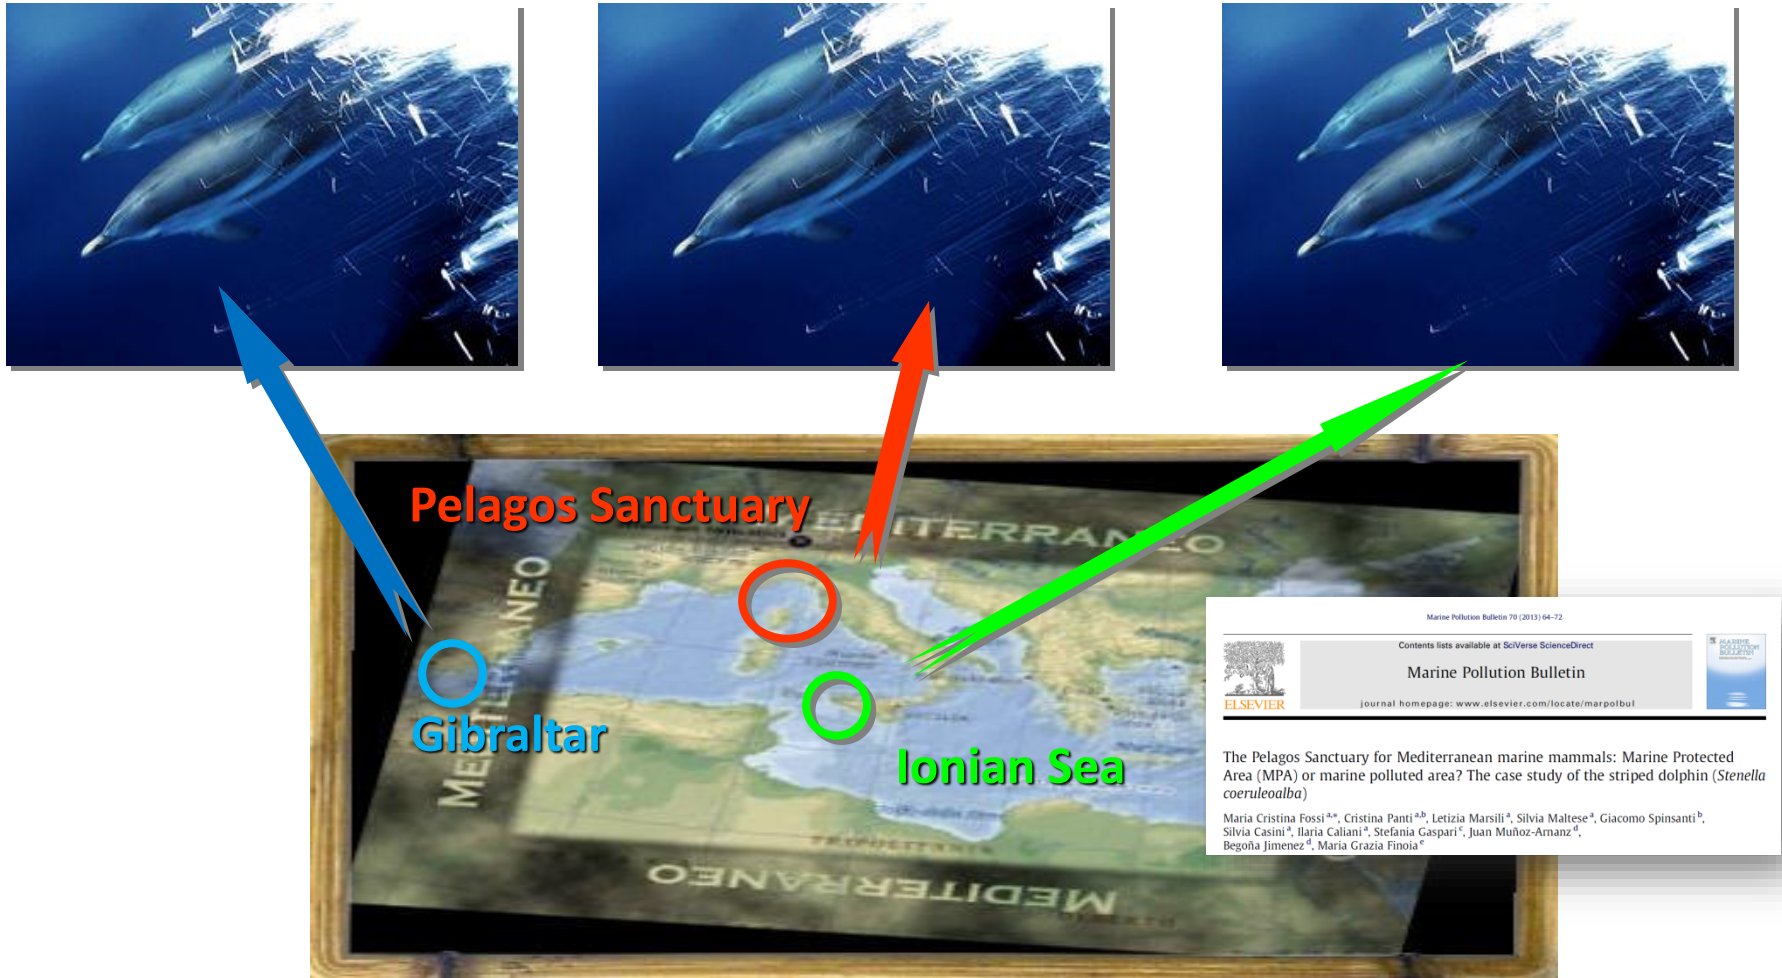 Pelagos Sanctuary
MEDITERRANEO
MEDITERRANEO
Gibraltar
Ionian Sea
MEDITERRANEO
Marine Pollution Bulletin 70 (2013) 64–72
Contents lists available at SciVerse ScienceDirect
Marine Pollution Bulletin
journal homepage: www.elsevier.com/locate/marpolbul
ELSEVIER
MARINE
POLLUTION
BULLETIN
The Pelagos Sanctuary for Mediterranean marine mammals: Marine Protected
Area (MPA) or marine polluted area? The case study of the striped dolphin (Stenella
coeruleoalba)
Maria Cristina Fossi a,*, Cristina Panti a,b, Letizia Marsili a, Silvia Maltese a, Giacomo Spinsanti b,
Silvia Casini a, Ilaria Caliani a, Stefania Gaspari c, Juan Muñoz-Arnanz d,
Begoña Jimenez d, Maria Grazia Finoia e